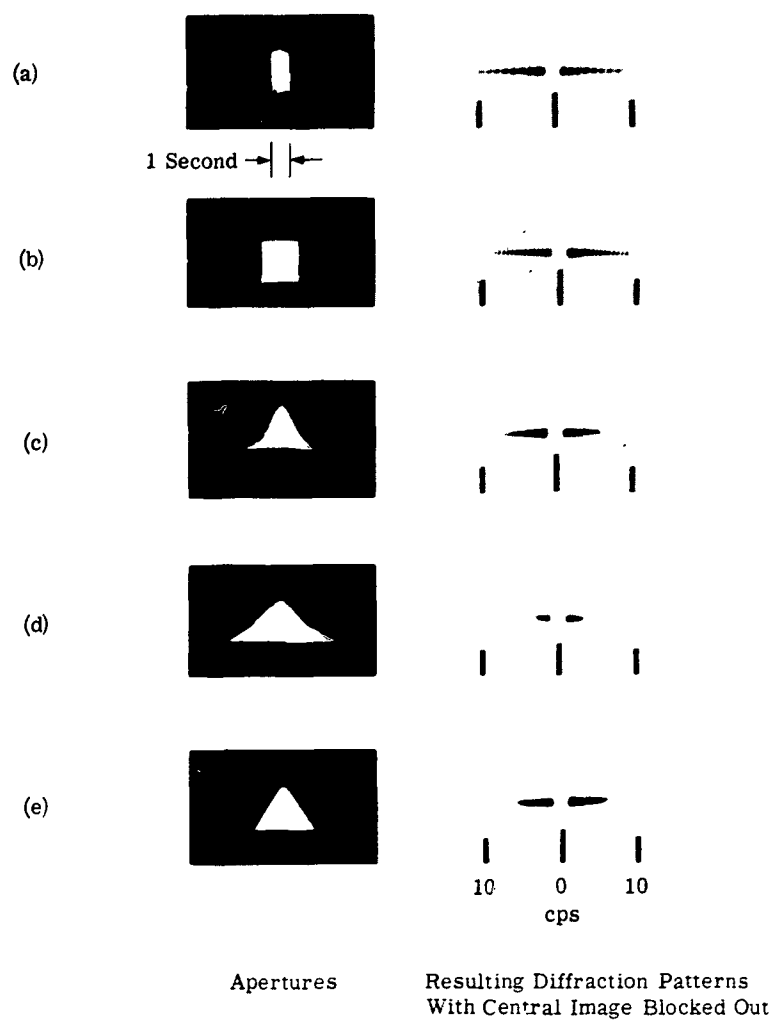 (a)
1 Second
(b)
(c)
(d)
(e)
10 0 10
cps
Apertures
Resulting Diffraction Patterns
With Central Image Blocked Out